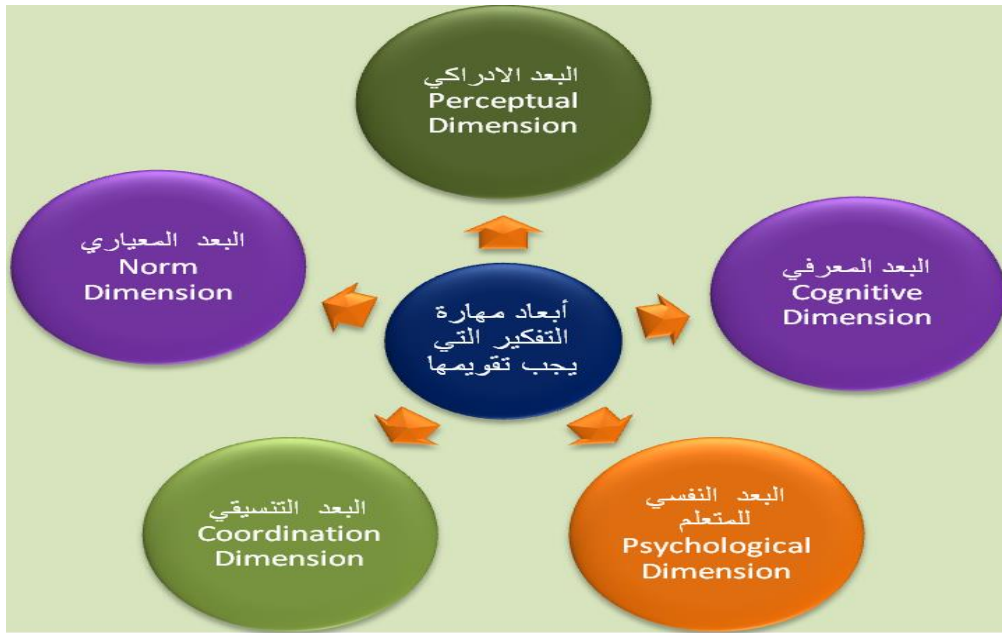 البعد الادراكي
Perceptual
Dimension
البعد المعياري
Norm
Dimension
البعد المعرفي
Cognitive
Dimension
أبعاد مهارة
التفكير التي
يجب تقويمها
البعد التنسيقي
Coordination
Dimension
البعد النفسي
للمتعلم
Psychological
Dimension